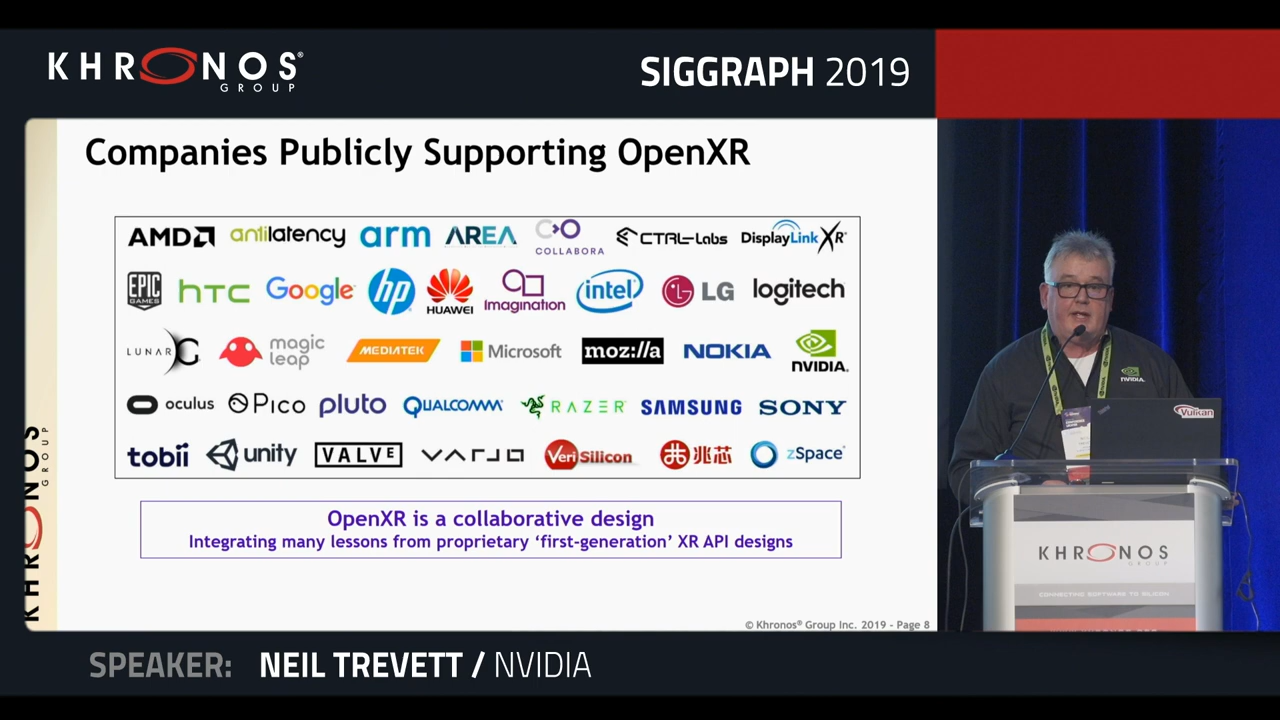 KHRONOS®
GROUP
SIGGRAPH 2019
Companies Publicly Supporting OpenXR
AMD antilatency arm AREA COLLABORA CTRL-Labs DisplayLink XR®
EPIC GAMES hTC Google hp HUAWEI Imagination intel LG logitech
LUNAR G magic leap MEDIATEK Microsoft moz://a NOKIA NVIDIA.
oculus Pico pluto QUALCOMM RAZER SAMSUNG SONY
tobii unity VALVE VARJO VeriSilicon 兆芯 zSpace®
OpenXR is a collaborative design
Integrating many lessons from proprietary ‘first-generation’ XR API designs
© Khronos® Group Inc. 2019 - Page 8
KHRONOS
GROUP
NVIDIA.
Vulkan
KHRONOS
GROUP
CONNECTING SOFTWARE TO SILICON
SPEAKER: NEIL TREVETT / NVIDIA